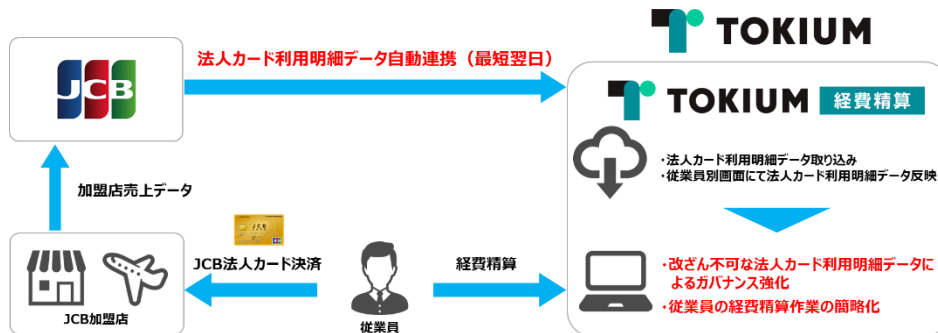 TOKIUM
法人カード利用明細データ自動連携（最短翌日）
JCB
TOKIUM 経費精算
・法人カード利用明細データ取り込み
・従業員別画面にて法人カード利用明細データ反映
加盟店売上データ
JCB法人カード決済
経費精算
・改ざん不可な法人カード利用明細データに
よるガバナンス強化
・従業員の経費精算作業の簡略化
JCB加盟店
従業員